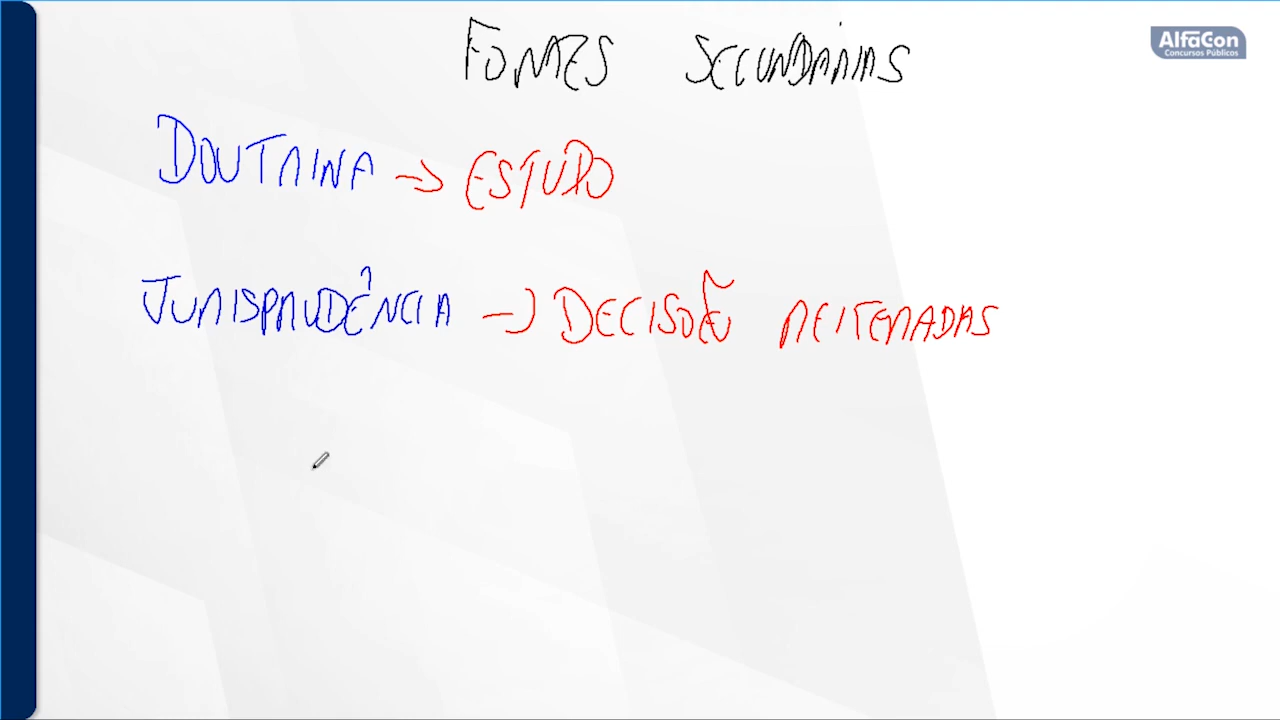 FONTES SECUNDÁRIAS
AlfaCon
Concursos Públicos
DOUTRINA → ESTUDO
JURISPRUDÊNCIA → DECISÕES REITERADAS